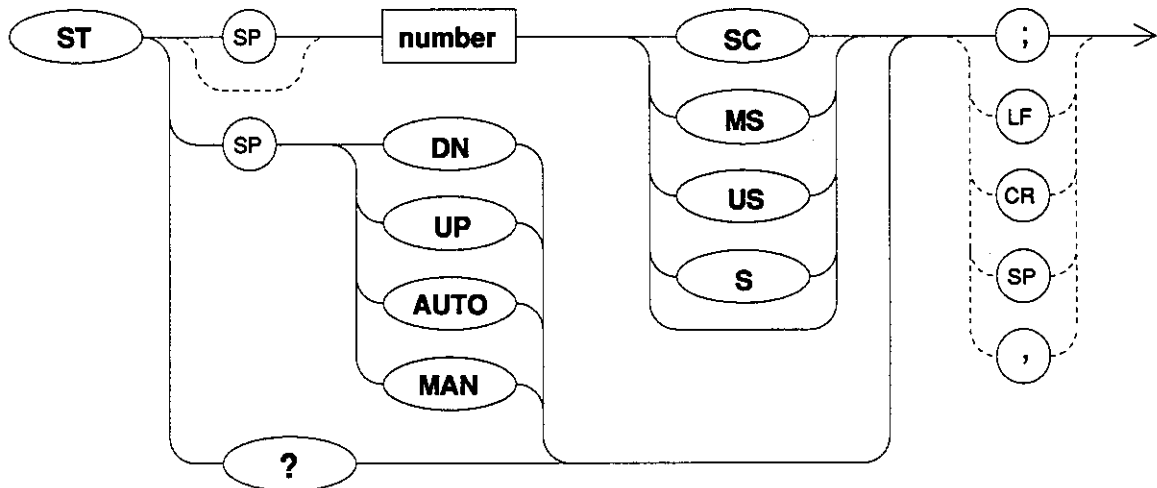 ST SP number SC ;
MS LF
SP DN
US CR
UP
S SP
AUTO
,
MAN
?